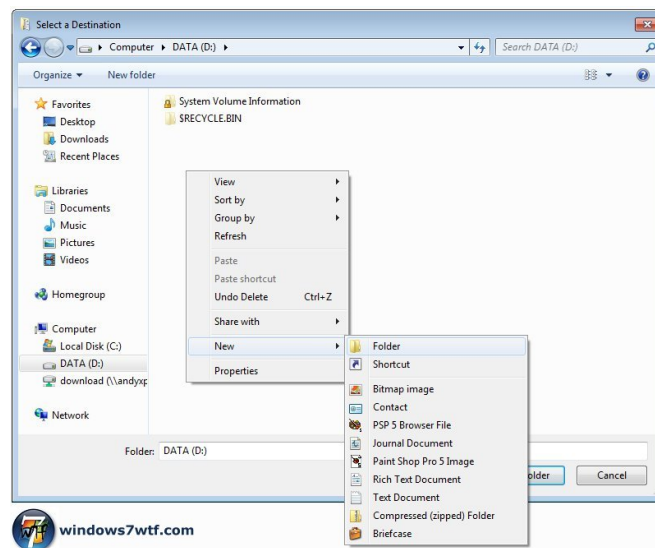 Select a Destination
Computer DATA (D:)
Search DATA (D:)
Organize New folder
Favorites
Desktop
Downloads
Recent Places
Libraries
Documents
Music
Pictures
Videos
Homegroup
Computer
Local Disk (C:)
DATA (D:)
download (\\andyxp
Network
System Volume Information
$RECYCLE.BIN
View
Sort by
Group by
Refresh
Paste
Paste shortcut
Undo Delete Ctrl+Z
Share with
New
Properties
Folder
Shortcut
Bitmap image
Contact
PSP 5 Browser File
Journal Document
Paint Shop Pro 5 Image
Rich Text Document
Text Document
Compressed (zipped) Folder
Briefcase
Folder: DATA (D:)
older Cancel
7 wtf
windows7wtf.com